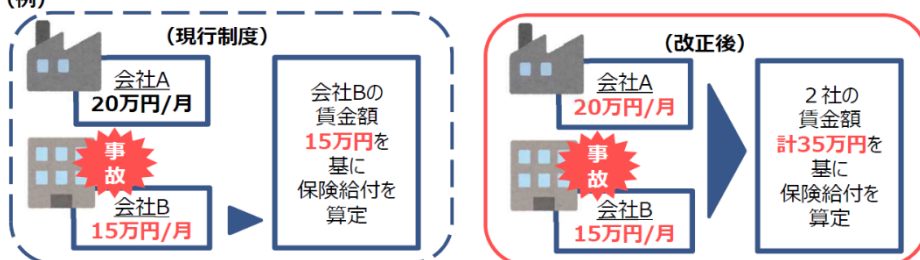 (例)
（現行制度）
会社A
20万円/月
事
故
会社B
15万円/月
会社Bの
賃金額
15万円を
基に
保険給付を
算定
（改正後）
会社A
20万円/月
事
故
会社B
15万円/月
２社の
賃金額
計35万円を
基に
保険給付を
算定